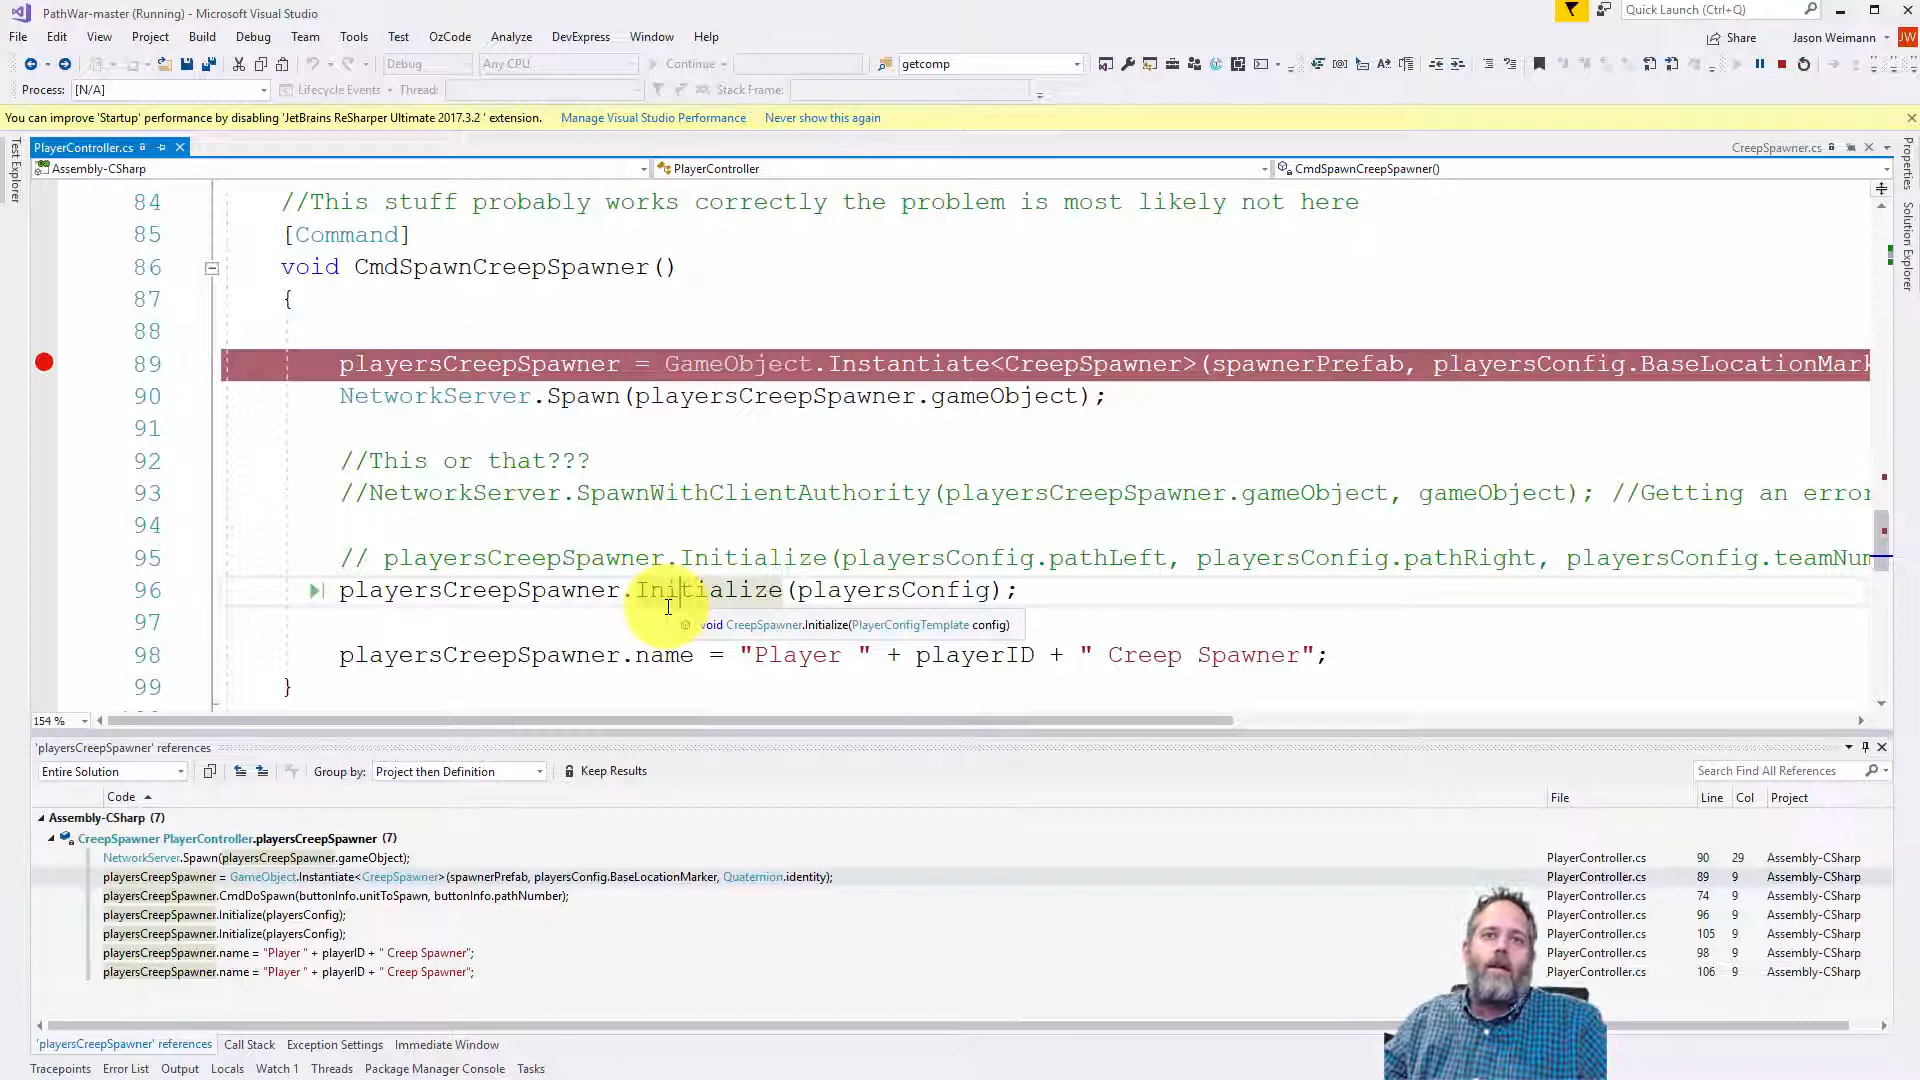 PathWar-master (Running) - Microsoft Visual Studio
Quick Launch (Ctrl+Q)
File Edit View Project Build Debug Team Tools Test OzCode Analyze DevExpress Window Help
Share Jason Weimann JW
Debug Any CPU Continue getcomp
Process: [N/A] Lifecycle Events Thread: Stack Frame:
You can improve 'Startup' performance by disabling 'JetBrains ReSharper Ultimate 2017.3.2 ' extension. Manage Visual Studio Performance Never show this again
Test Explorer
Properties
Solution Explorer
PlayerController.cs
CreepSpawner.cs
Assembly-CSharp PlayerController CmdSpawnCreepSpawner()
84 //This stuff probably works correctly the problem is most likely not here
85 [Command]
86 void CmdSpawnCreepSpawner()
87 {
88
89 playersCreepSpawner = GameObject.Instantiate<CreepSpawner>(spawnerPrefab, playersConfig.BaseLocationMark
90 NetworkServer.Spawn(playersCreepSpawner.gameObject);
91
92 //This or that???
93 //NetworkServer.SpawnWithClientAuthority(playersCreepSpawner.gameObject, gameObject); //Getting an error
94
95 // playersCreepSpawner.Initialize(playersConfig.pathLeft, playersConfig.pathRight, playersConfig.teamNum
96 playersCreepSpawner.Initialize(playersConfig);
97 void CreepSpawner.Initialize(PlayerConfigTemplate config)
98 playersCreepSpawner.name = "Player " + playerID + " Creep Spawner";
99 }
154 %
'playersCreepSpawner' references
Entire Solution Group by: Project then Definition Keep Results Search Find All References
Code File Line Col Project
Assembly-CSharp (7)
CreepSpawner PlayerController.playersCreepSpawner (7)
NetworkServer.Spawn(playersCreepSpawner.gameObject); PlayerController.cs 90 29 Assembly-CSharp
playersCreepSpawner = GameObject.Instantiate<CreepSpawner>(spawnerPrefab, playersConfig.BaseLocationMarker, Quaternion.identity); PlayerController.cs 89 9 Assembly-CSharp
playersCreepSpawner.CmdDoSpawn(buttonInfo.unitToSpawn, buttonInfo.pathNumber); PlayerController.cs 74 9 Assembly-CSharp
playersCreepSpawner.Initialize(playersConfig); PlayerController.cs 96 9 Assembly-CSharp
playersCreepSpawner.Initialize(playersConfig); PlayerController.cs 105 9 Assembly-CSharp
playersCreepSpawner.name = "Player " + playerID + " Creep Spawner"; PlayerController.cs 98 9 Assembly-CSharp
playersCreepSpawner.name = "Player " + playerID + " Creep Spawner"; PlayerController.cs 106 9 Assembly-CSharp
'playersCreepSpawner' references Call Stack Exception Settings Immediate Window
Tracepoints Error List Output Locals Watch 1 Threads Package Manager Console Tasks